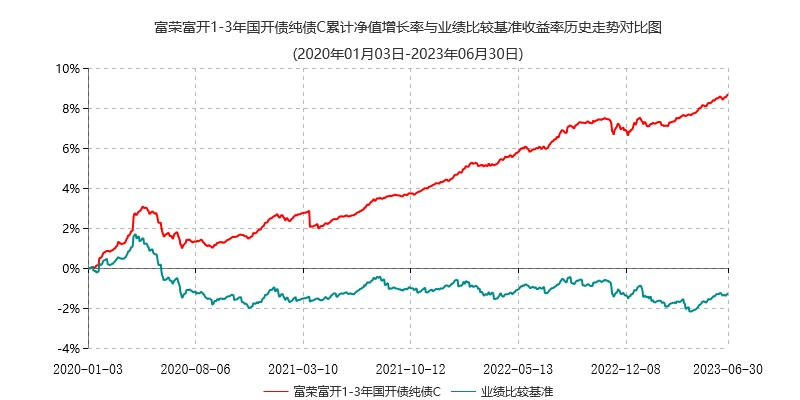 富荣富开1-3年国开债纯债C累计净值增长率与业绩比较基准收益率历史走势对比图
(2020年01月03日-2023年06月30日)
10%
8%
6%
4%
2%
0%
-2%
-4%
2020-01-03 2020-08-06 2021-03-10 2021-10-12 2022-05-13 2022-12-08 2023-06-30
富荣富开1-3年国开债纯债C 业绩比较基准